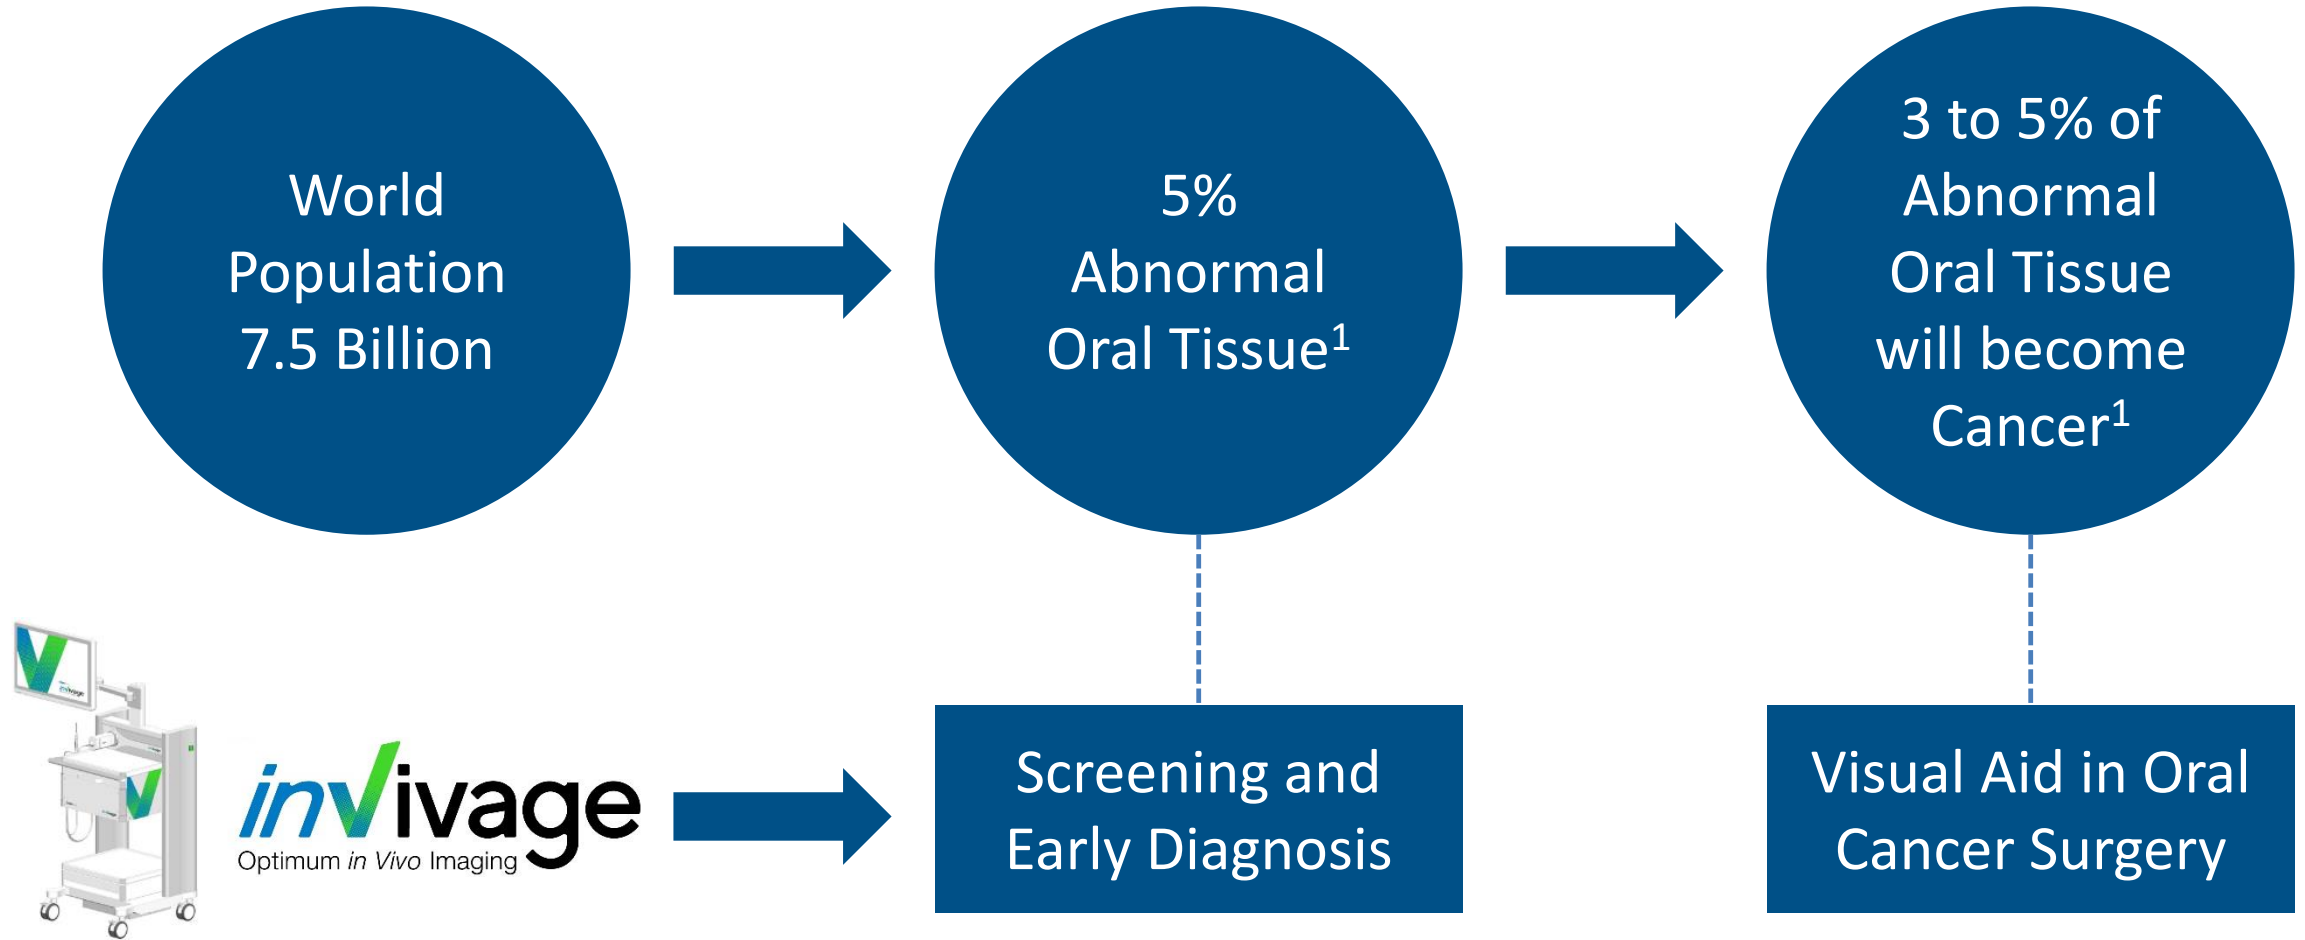 World
Population
7.5 Billion
5%
Abnormal
Oral Tissue¹
3 to 5% of
Abnormal
Oral Tissue
will become
Cancer¹
invivage
inVivage
Optimum in Vivo Imaging
Screening and
Early Diagnosis
Visual Aid in Oral
Cancer Surgery